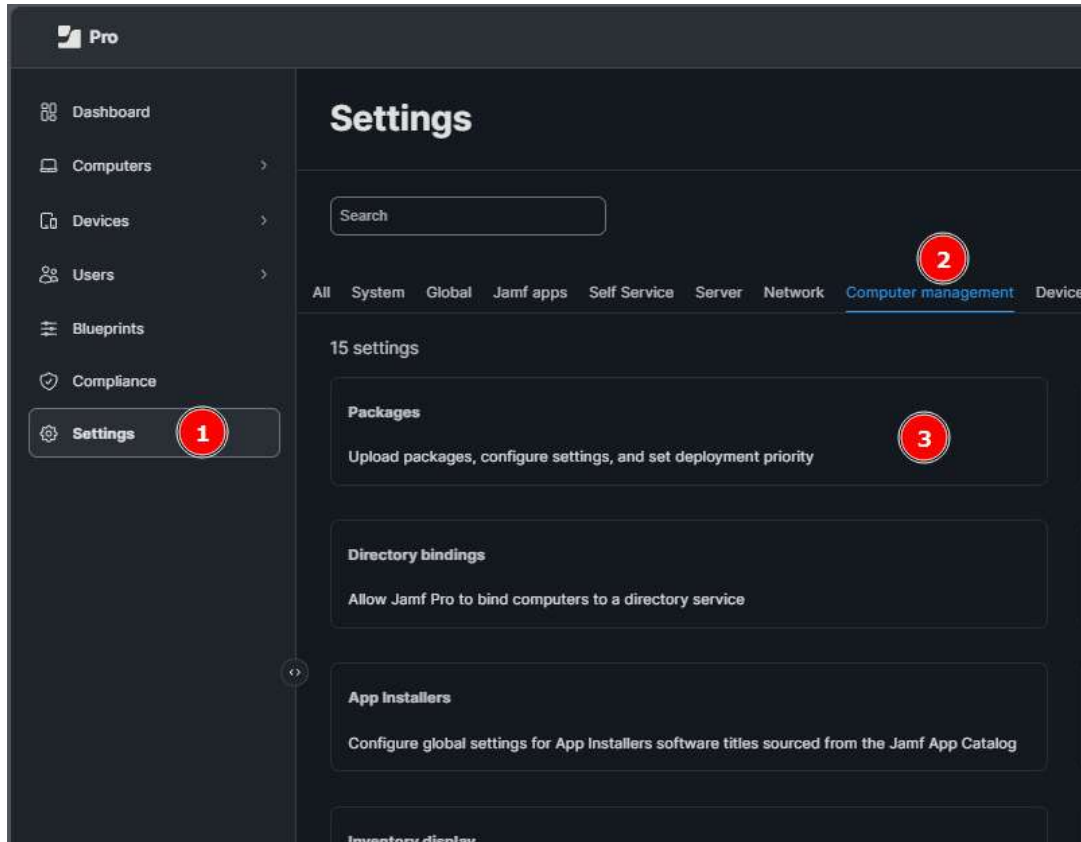 Pro
Dashboard
Computers
Devices
Users
Blueprints
Compliance
Settings 1
Settings
Search
2
All System Global Jamf apps Self Service Server Network Computer management Device
15 settings
Packages
3
Upload packages, configure settings, and set deployment priority
Directory bindings
Allow Jamf Pro to bind computers to a directory service
App Installers
Configure global settings for App Installers software titles sourced from the Jamf App Catalog
Inventory display